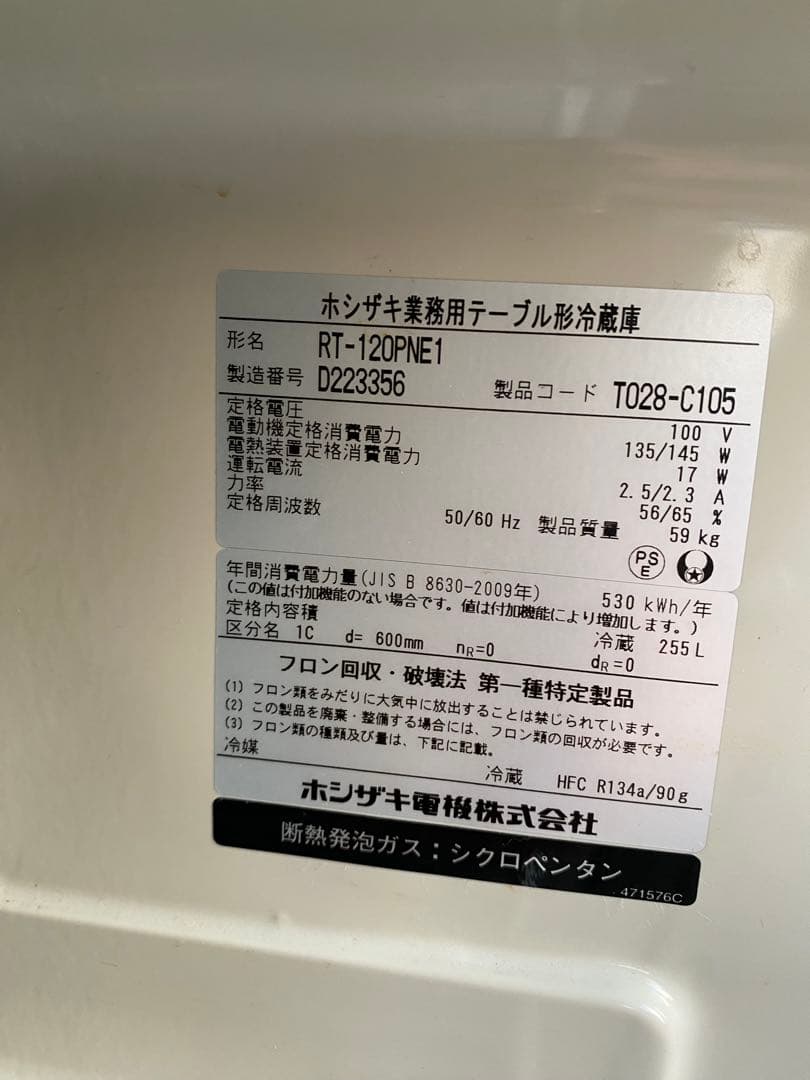 ホシザキ業務用テーブル形冷蔵庫
形名 RT-120PNE1
製造番号 D223356 製品コード T028-C105
定格電圧 100 V
電動機定格消費電力 135/145 W
電熱装置定格消費電力 17 W
運転電流 2.5/2.3 A
力率 56/65 %
定格周波数 50/60 Hz 製品質量 59 kg
PS
E
年間消費電力量(JIS B 8630-2009年) 530 kWh/年
(この値は付加機能のない場合です。値は付加機能により増加します。)
定格内容積 冷蔵 255 L
区分名 1C d= 600mm nR=0 dR=0
フロン回収・破壊法 第一種特定製品
(1) フロン類をみだりに大気中に放出することは禁じられています。
(2) この製品を廃棄・整備する場合には、フロン類の回収が必要です。
(3) フロン類の種類及び量は、下記に記載。
冷媒 冷蔵 HFC R134a/90g
ホシザキ電機株式会社
断熱発泡ガス：シクロペンタン
471576C